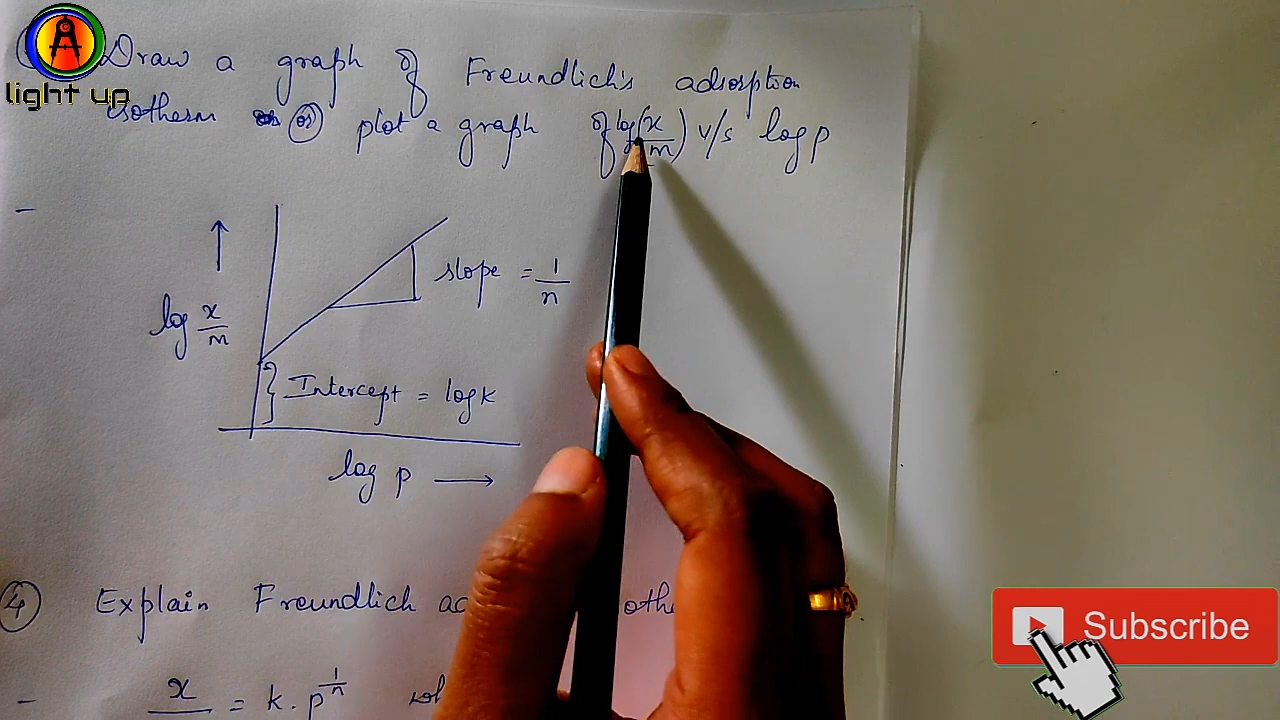 light up
Draw a graph of Freundlich's adsorption
isotherm (or) plot a graph of log(x/m) v/s log p
log x/m
slope = 1/n
Intercept = log k
log p
4 Explain Freundlich
x = k. p^1/n
Subscribe